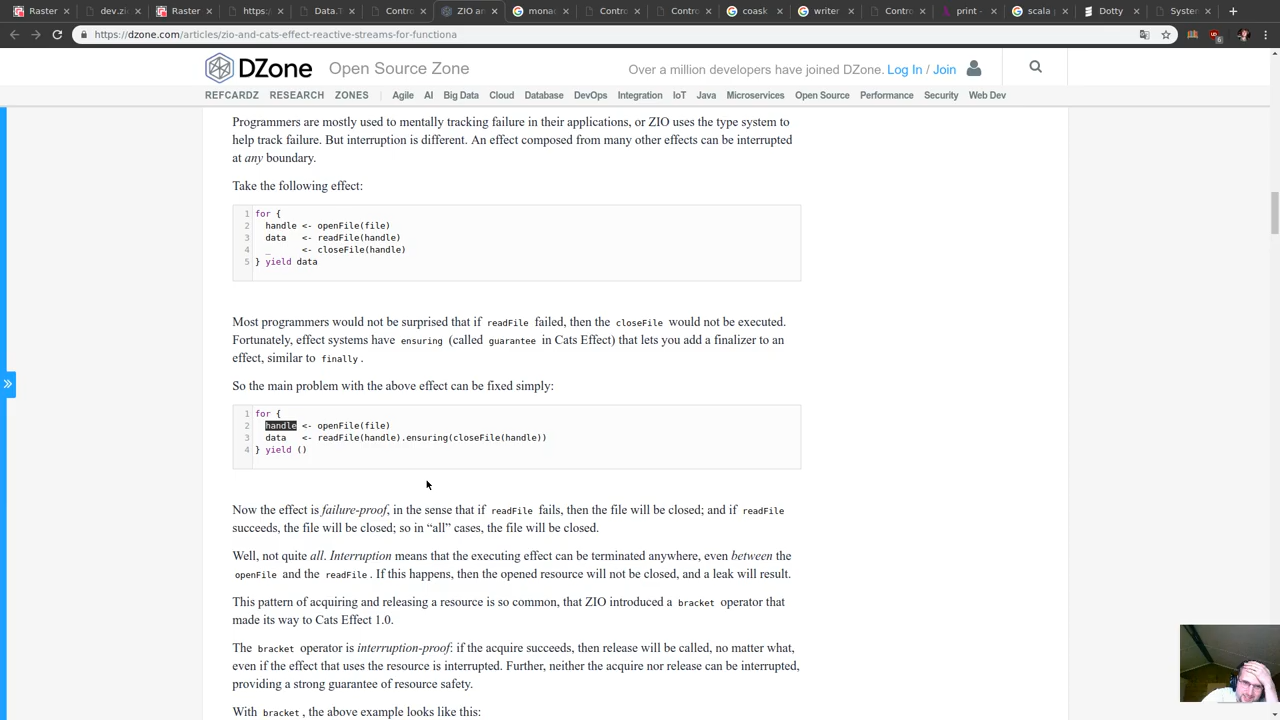 Raster
dev.zio
https:/
Data.T
Contro
ZIO an
monac
Contro
Contro
coask
writer
Contro
print -
scala p
Dotty
System
https://dzone.com/articles/zio-and-cats-effect-reactive-streams-for-functiona
DZone
Open Source Zone
Over a million developers have joined DZone. Log In / Join
REFCARDZ RESEARCH ZONES | Agile AI Big Data Cloud Database DevOps Integration IoT Java Microservices Open Source Performance Security Web Dev
Programmers are mostly used to mentally tracking failure in their applications, or ZIO uses the type system to
help track failure. But interruption is different. An effect composed from many other effects can be interrupted
at any boundary.
Take the following effect:
1 for {
2 handle <- openFile(file)
3 data <- readFile(handle)
4 _ <- closeFile(handle)
5 } yield data
Most programmers would not be surprised that if readFile failed, then the closeFile would not be executed.
Fortunately, effect systems have ensuring (called guarantee in Cats Effect) that lets you add a finalizer to an
effect, similar to finally.
So the main problem with the above effect can be fixed simply:
1 for {
2 handle <- openFile(file)
3 data <- readFile(handle).ensuring(closeFile(handle))
4 } yield ()
Now the effect is failure-proof, in the sense that if readFile fails, then the file will be closed; and if readFile
succeeds, the file will be closed; so in “all” cases, the file will be closed.
Well, not quite all. Interruption means that the executing effect can be terminated anywhere, even between the
openFile and the readFile. If this happens, then the opened resource will not be closed, and a leak will result.
This pattern of acquiring and releasing a resource is so common, that ZIO introduced a bracket operator that
made its way to Cats Effect 1.0.
The bracket operator is interruption-proof: if the acquire succeeds, then release will be called, no matter what,
even if the effect that uses the resource is interrupted. Further, neither the acquire nor release can be interrupted,
providing a strong guarantee of resource safety.
With bracket, the above example looks like this: